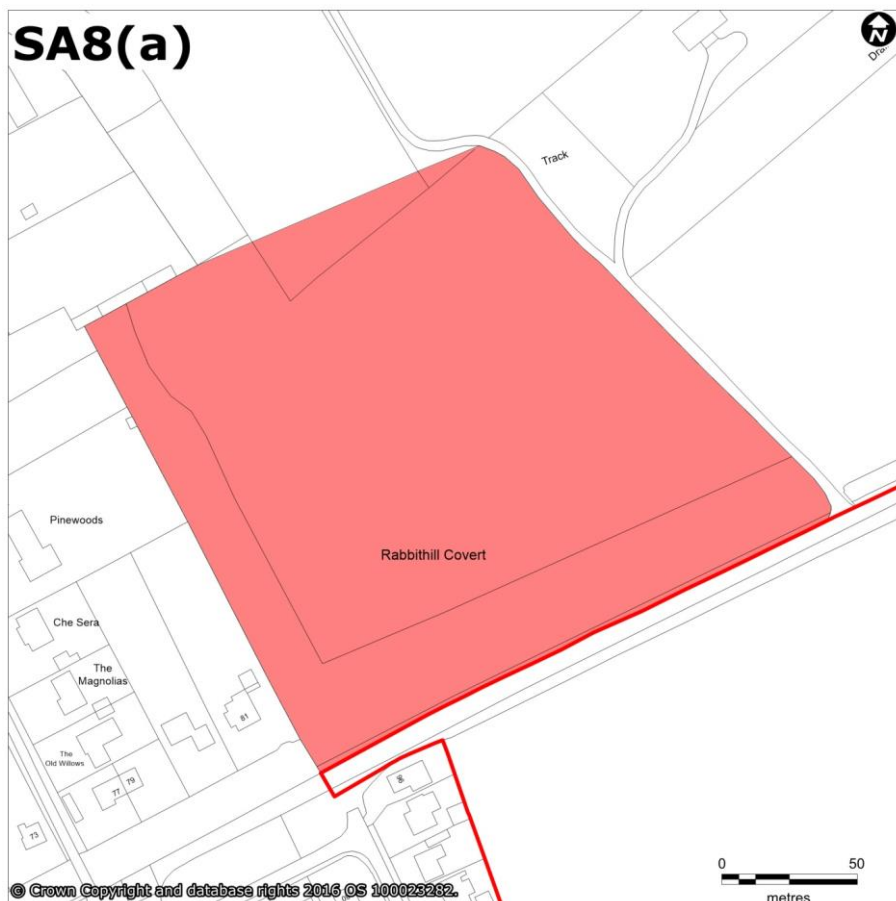 SA8(a)
N
Track
Rabbithill Covert
Pinewoods
Che Sera
The
Magnolias
81
The
Old Willows
79
77
73
96
0 50
metres
© Crown Copyright and database rights 2016 OS 100023282.